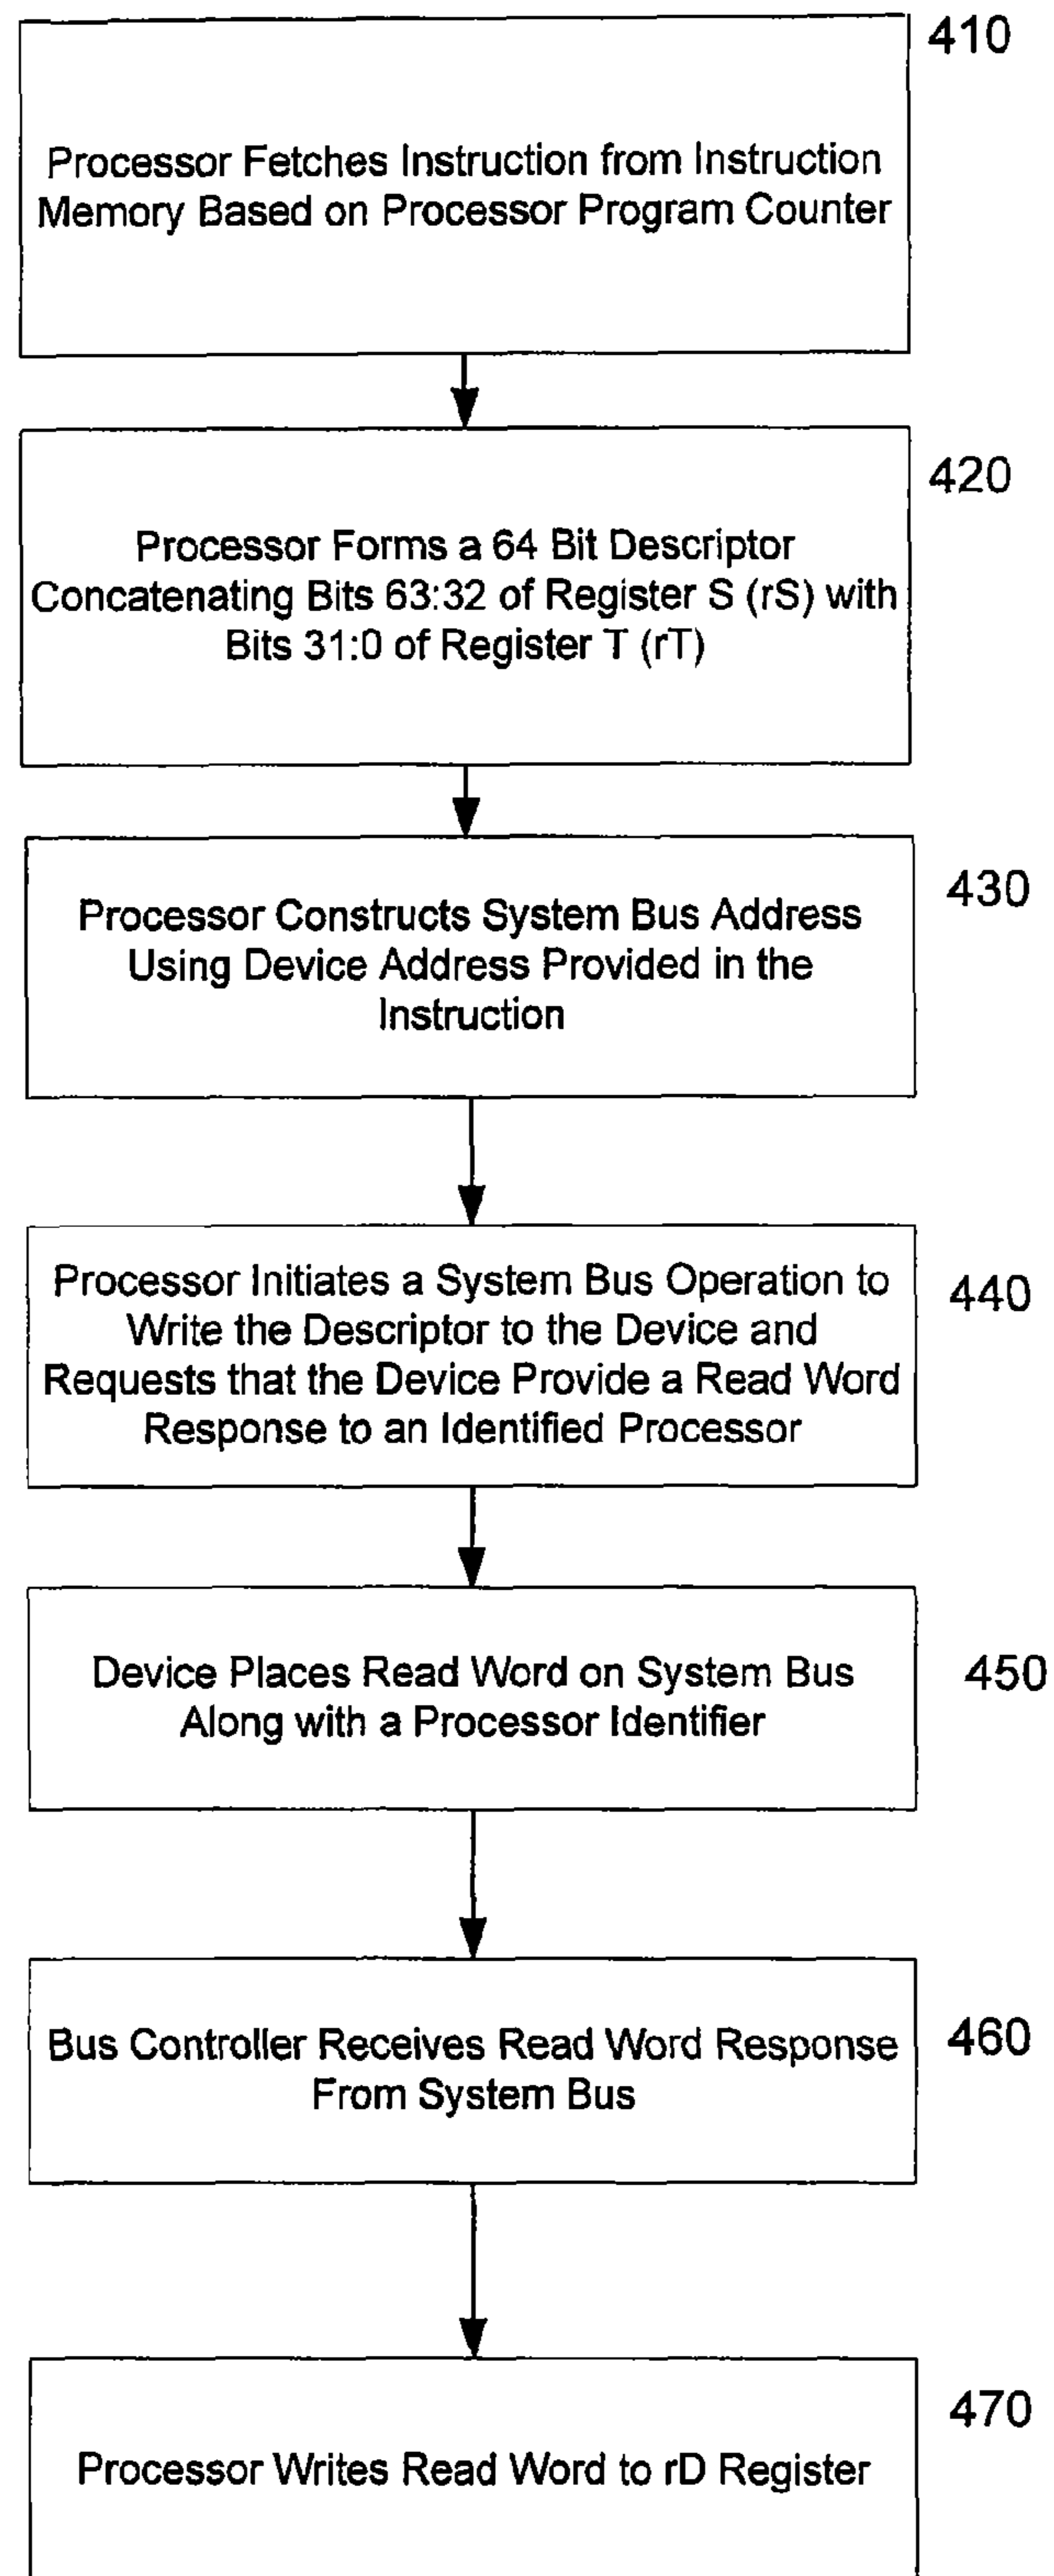 410
Processor Fetches Instruction from Instruction
Memory Based on Processor Program Counter
420
Processor Forms a 64 Bit Descriptor
Concatenating Bits 63:32 of Register S (rS) with
Bits 31:0 of Register T (rT)
430
Processor Constructs System Bus Address
Using Device Address Provided in the
Instruction
440
Processor Initiates a System Bus Operation to
Write the Descriptor to the Device and
Requests that the Device Provide a Read Word
Response to an Identified Processor
450
Device Places Read Word on System Bus
Along with a Processor Identifier
460
Bus Controller Receives Read Word Response
From System Bus
470
Processor Writes Read Word to rD Register